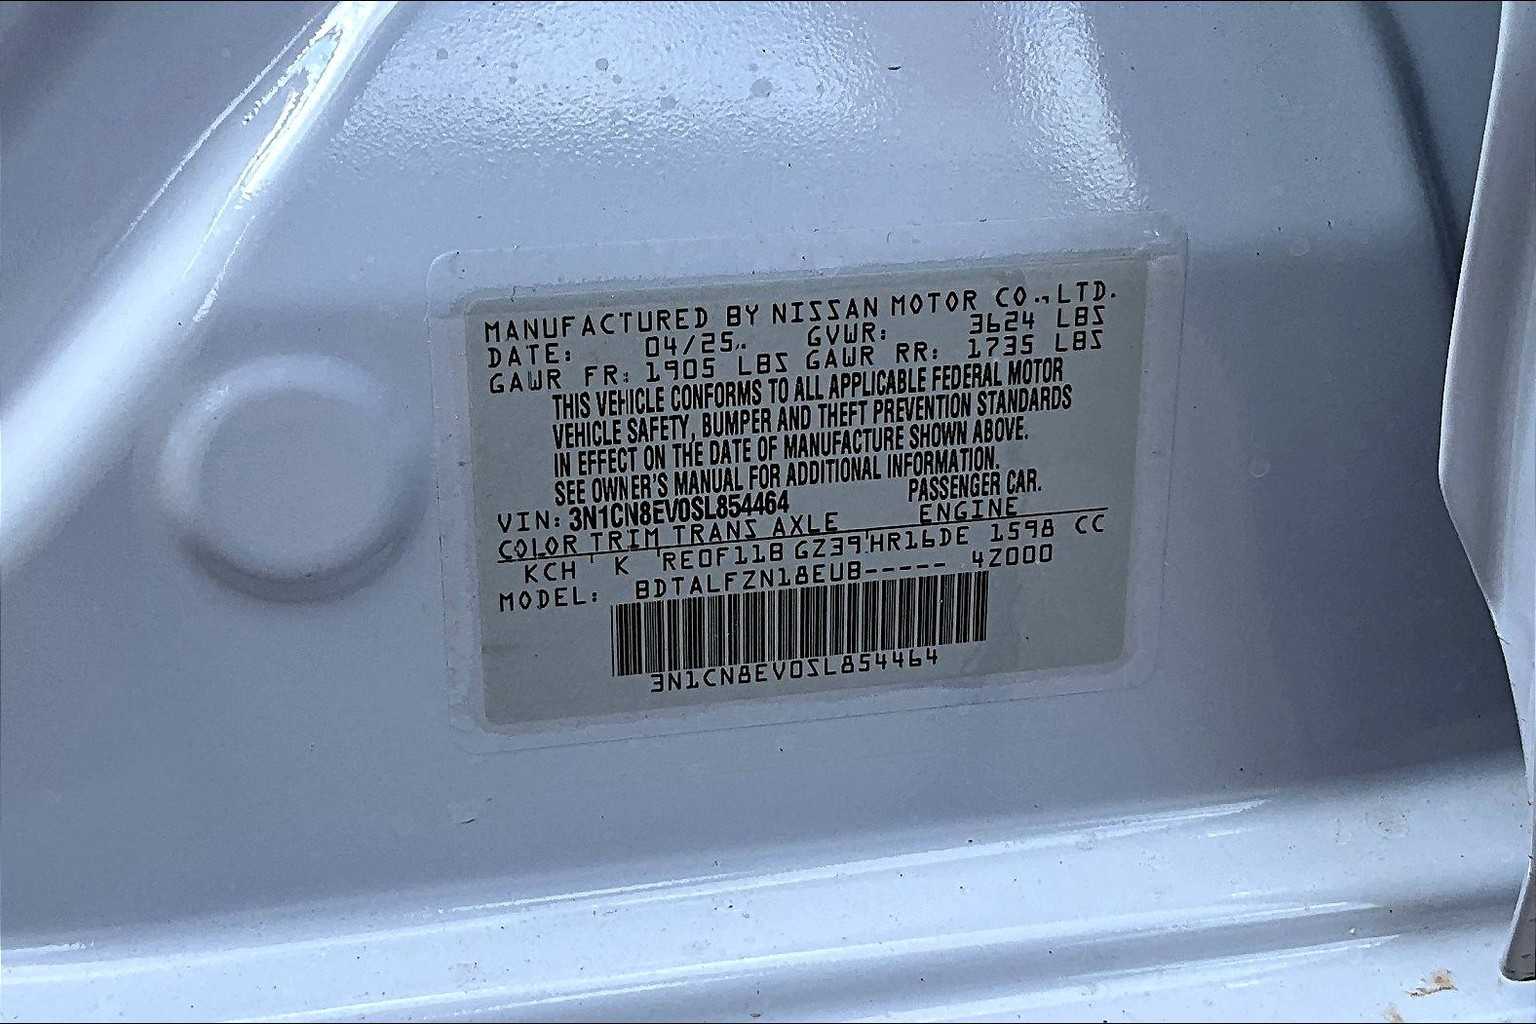 MANUFACTURED BY NISSAN MOTOR CO.,LTD.
DATE: 04/25 GVWR: 3624 LBS
GAWR FR: 1905 LBS GAWR RR: 1735 LBS
THIS VEHICLE CONFORMS TO ALL APPLICABLE FEDERAL MOTOR
VEHICLE SAFETY, BUMPER AND THEFT PREVENTION STANDARDS
IN EFFECT ON THE DATE OF MANUFACTURE SHOWN ABOVE.
SEE OWNER'S MANUAL FOR ADDITIONAL INFORMATION.
VIN: 3N1CN8EV0SL854464 PASSENGER CAR.
COLOR TRIM TRANS AXLE ENGINE
KCH K RE0F11B GZ39 HR16DE 1598 CC
MODEL: BDTALFZN18EUB----- 4Z000
3N1CN8EV0SL854464